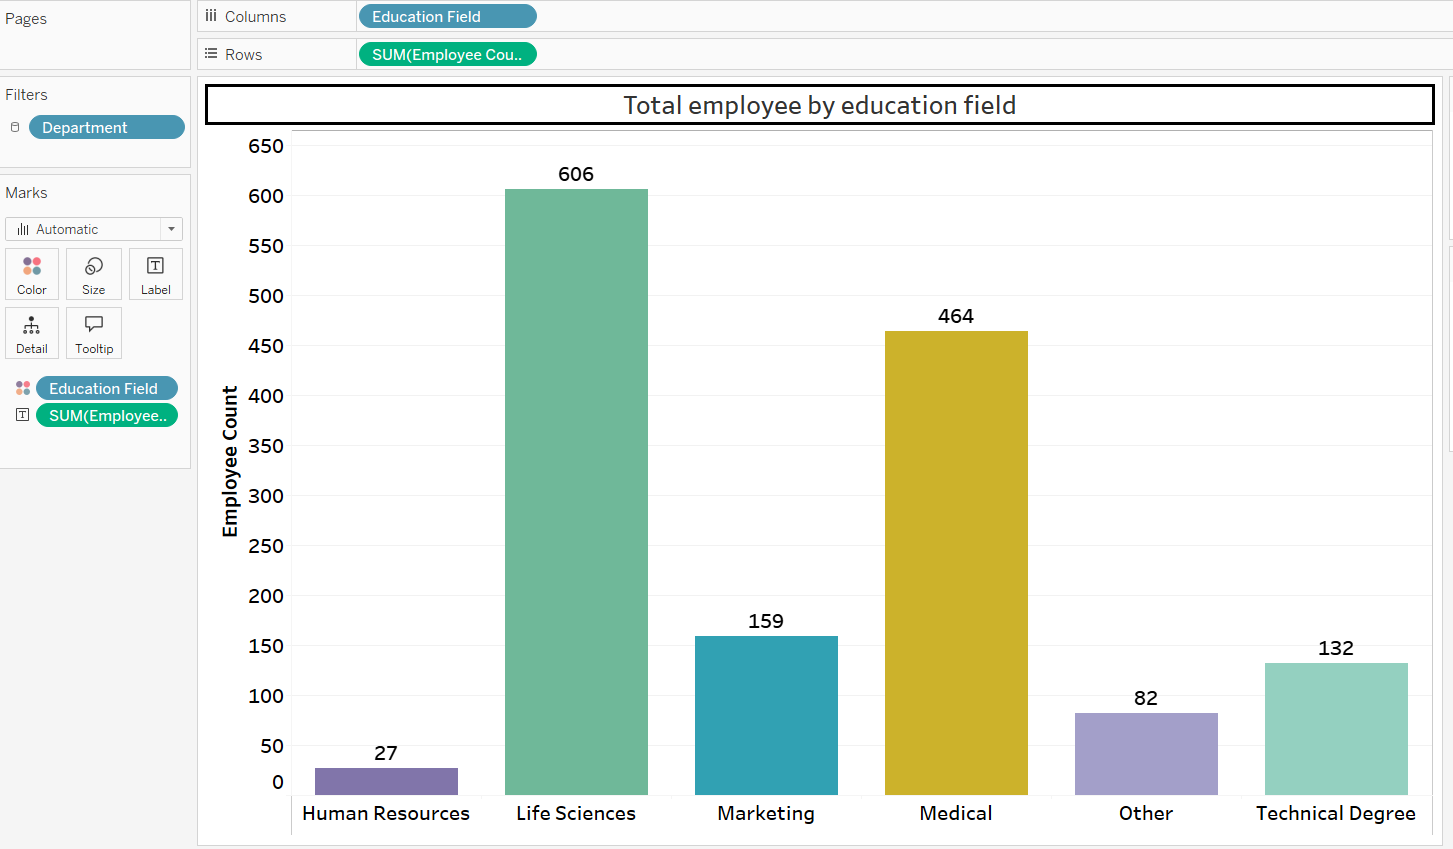 Pages
Columns
Education Field
Rows
SUM(Employee Cou..
Filters
Department
Marks
Automatic
Color
Size
Label
Detail
Tooltip
Education Field
SUM(Employee..
Total employee by education field
Employee Count
650
600
550
500
450
400
350
300
250
200
150
100
50
0
27
606
159
464
82
132
Human Resources
Life Sciences
Marketing
Medical
Other
Technical Degree